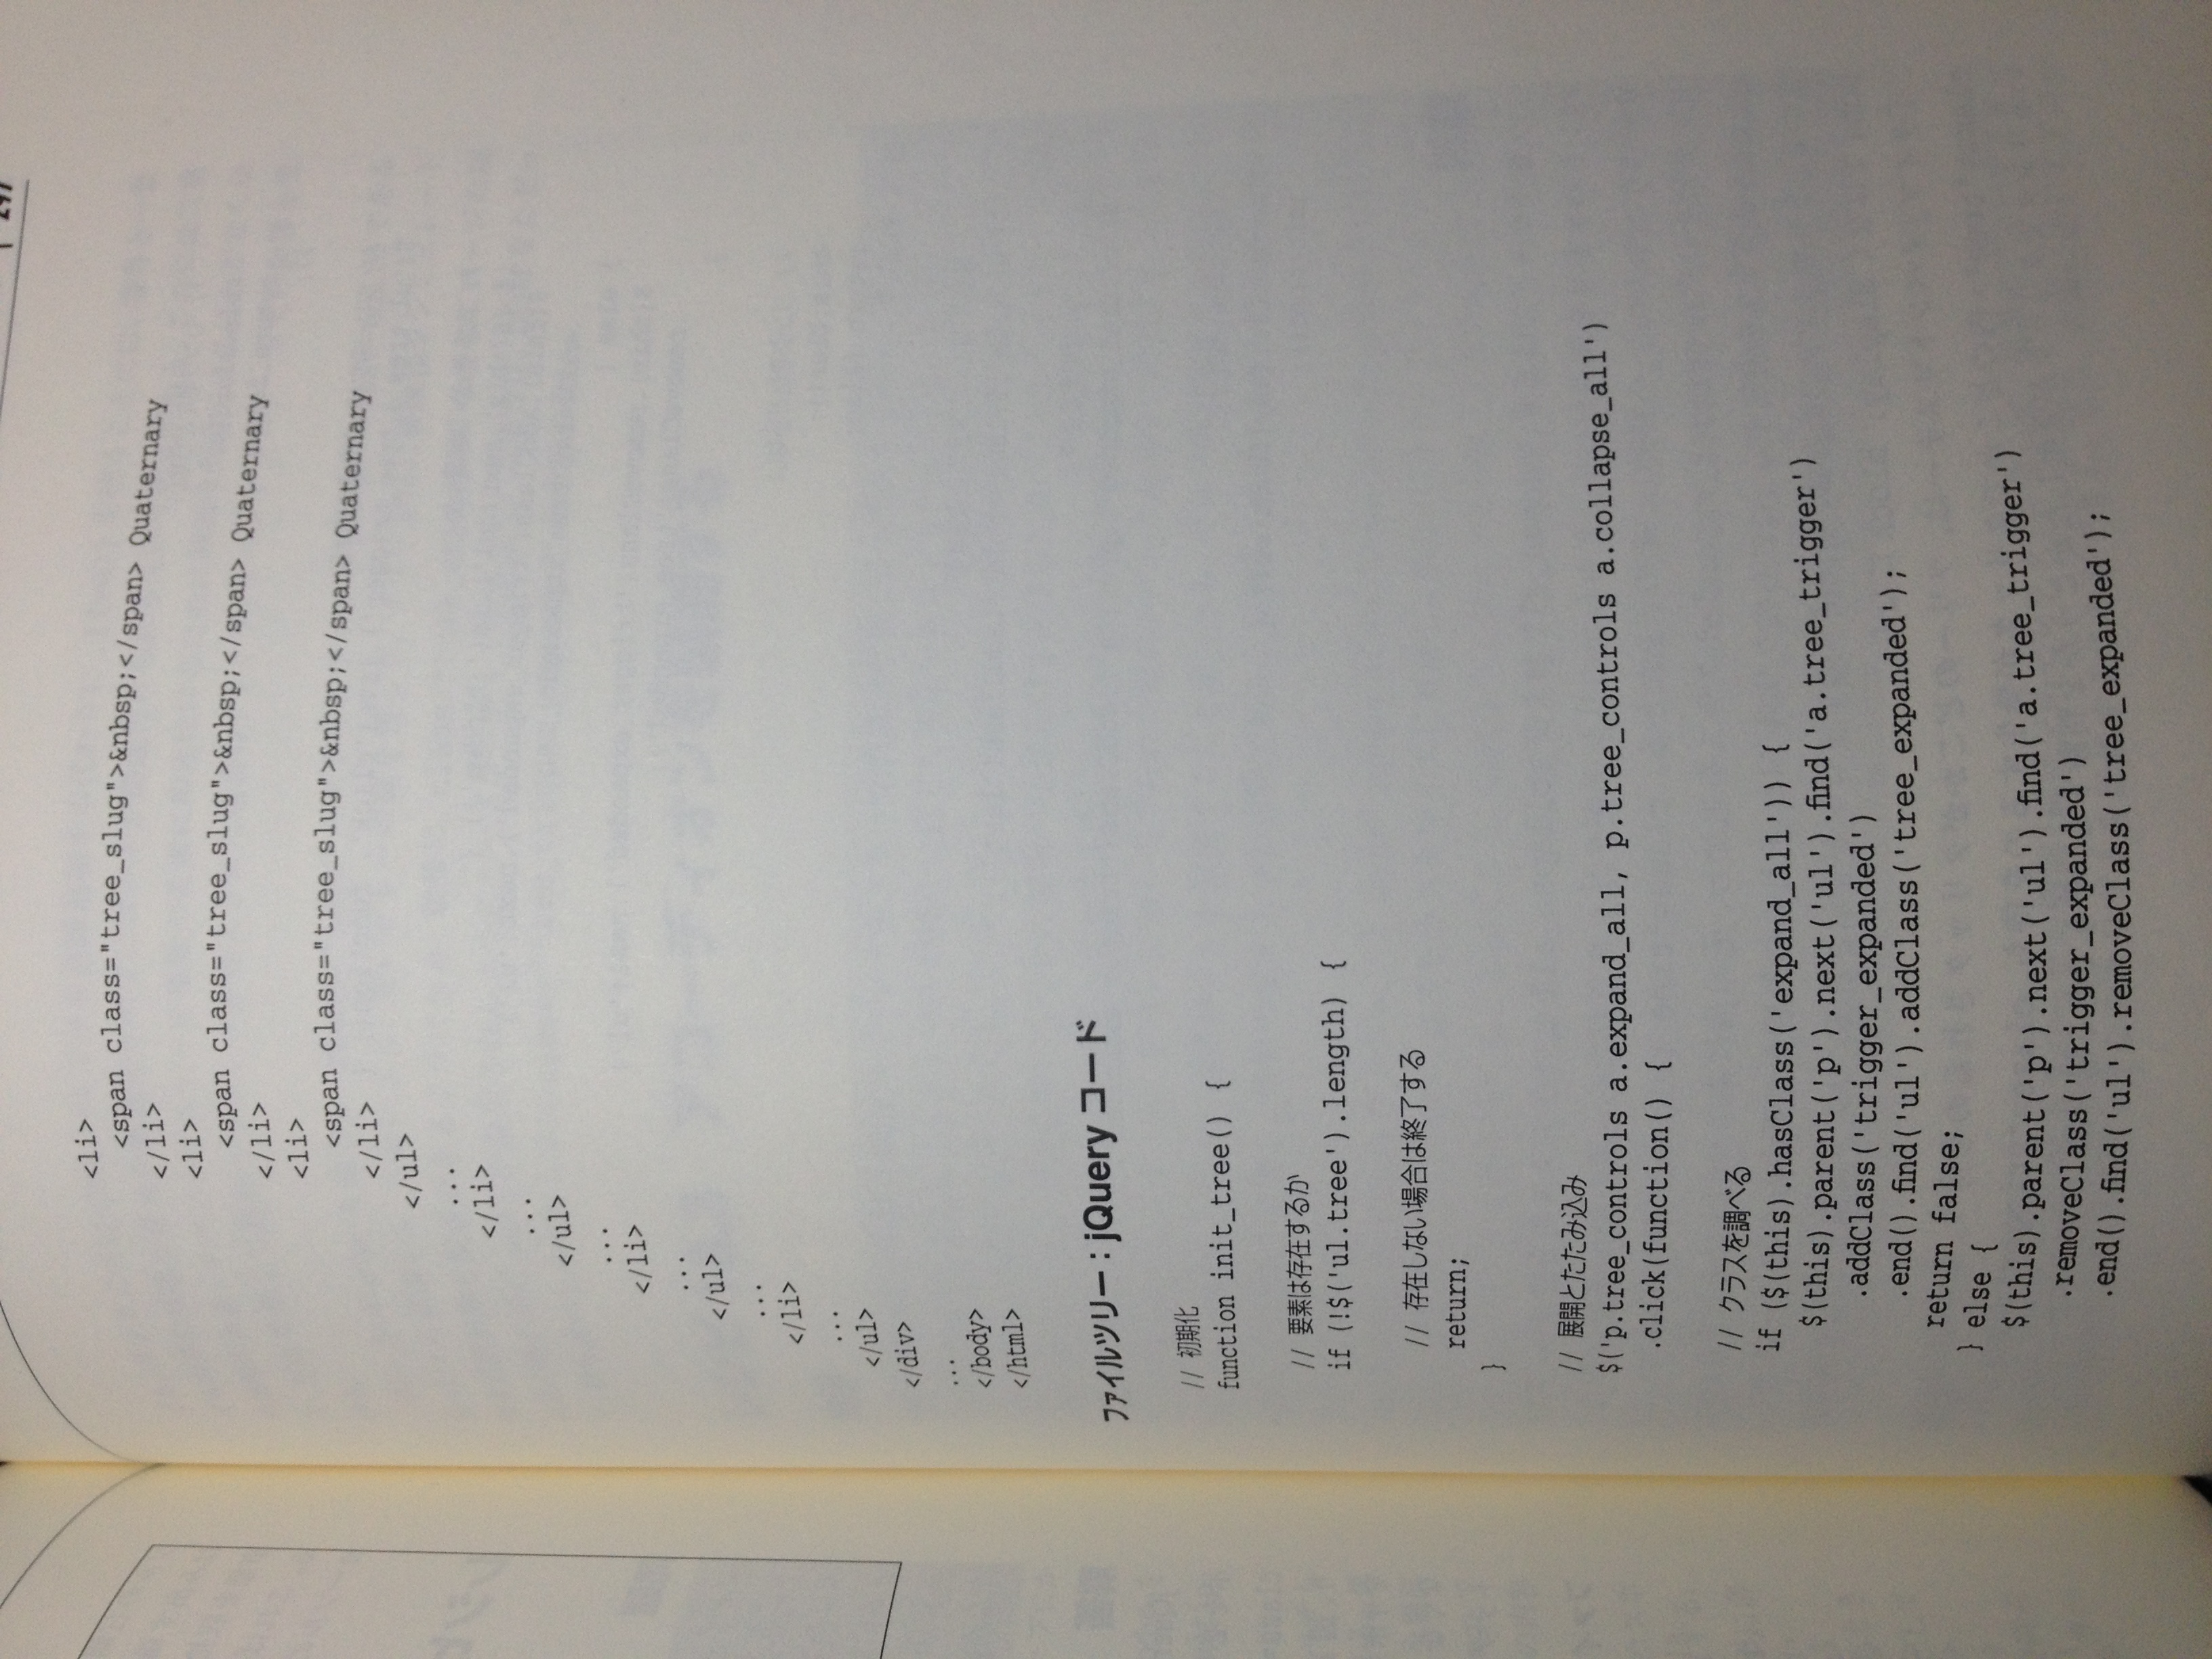 297
<li>
<span class="tree_slug">&nbsp;</span> Quaternary
</li>
<li>
<span class="tree_slug">&nbsp;</span> Quaternary
</li>
<li>
<span class="tree_slug">&nbsp;</span> Quaternary
</li>
</ul>
...
</li>
...
</ul>
...
</li>
...
</ul>
...
</li>
...
</ul>
</div>
...
</body>
</html>
ファイルツリー：jQuery コード
// 初期化
function init_tree() {
// 要素は存在するか
if (!$('ul.tree').length) {
// 存在しない場合は終了する
return;
}
// 展開とたたみ込み
$('p.tree_controls a.expand_all, p.tree_controls a.collapse_all')
.click(function() {
// クラスを調べる
if ($(this).hasClass('expand_all')) {
$(this).parent('p').next('ul').find('a.tree_trigger')
.addClass('trigger_expanded')
.end().find('ul').addClass('tree_expanded');
return false;
} else {
$(this).parent('p').next('ul').find('a.tree_trigger')
.removeClass('trigger_expanded')
.end().find('ul').removeClass('tree_expanded');